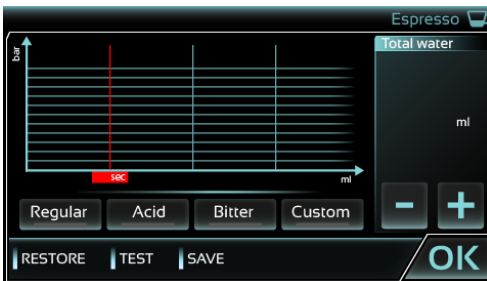 Espresso
Total water
bar
ml
sec
ml
Regular Acid Bitter Custom
- +
RESTORE TEST SAVE
OK